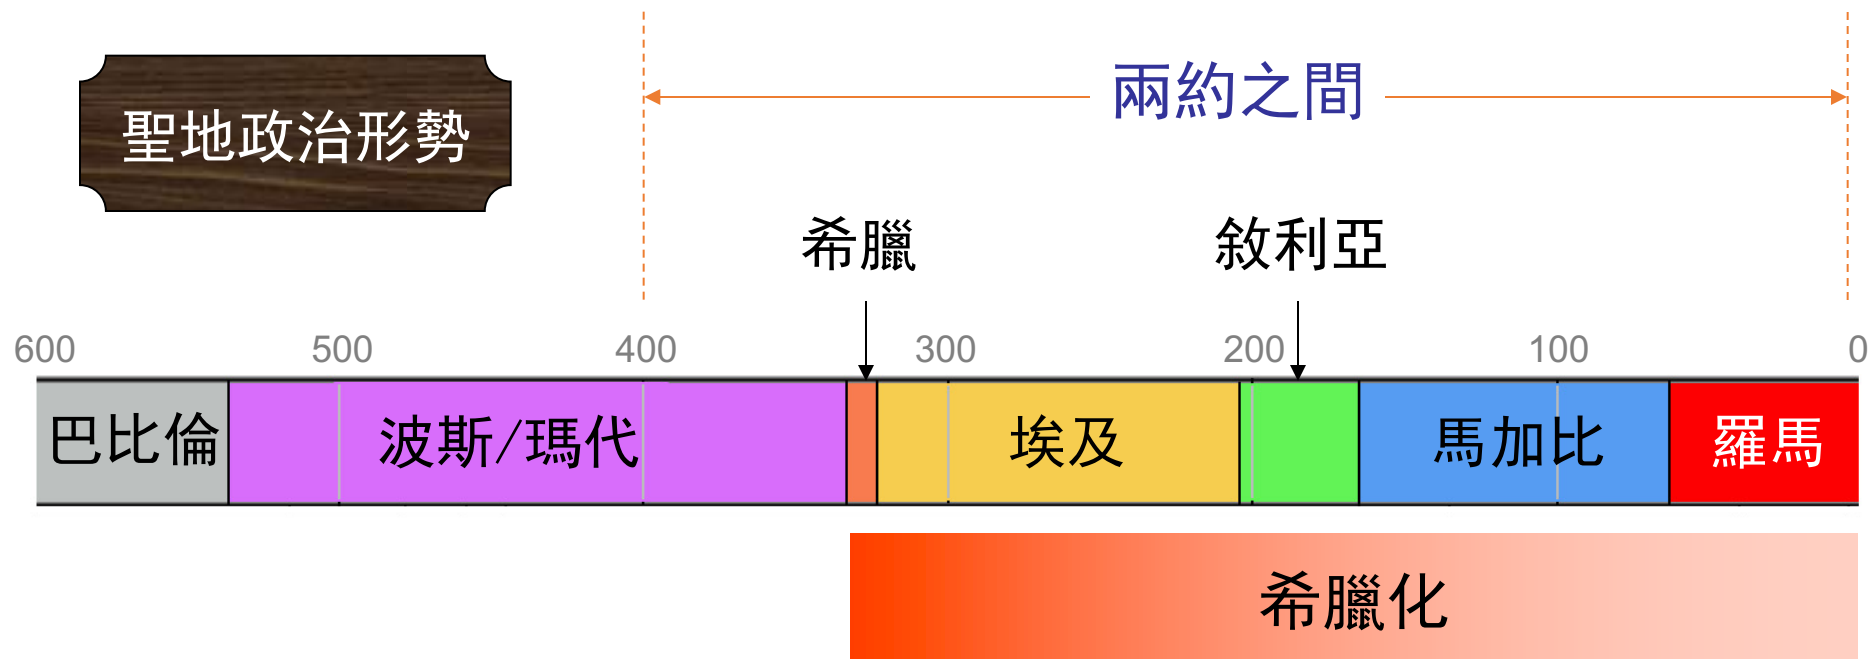 兩約之間
聖地政治形勢
希臘 敘利亞
600 500 400 300 200 100 0
巴比倫 波斯/瑪代 埃及 馬加比 羅馬
希臘化